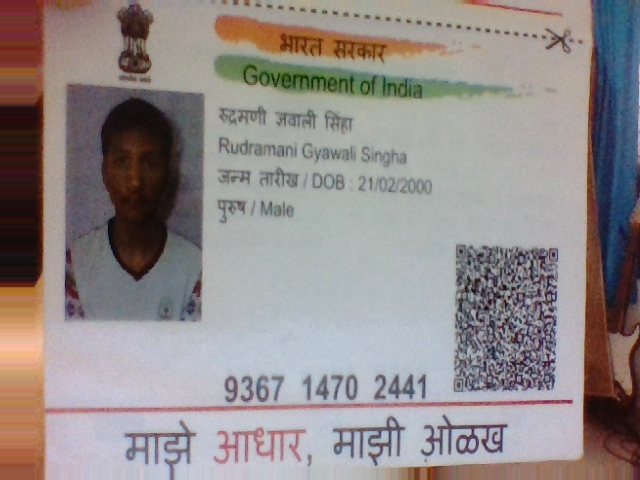 भारत सरकार
Government of India
रुद्रमणी ज्ञवाली सिंहा
Rudramani Gyawali Singha
जन्म तारीख / DOB : 21/02/2000
पुरुष / Male
9367 1470 2441
माझे आधार, माझी ओळख